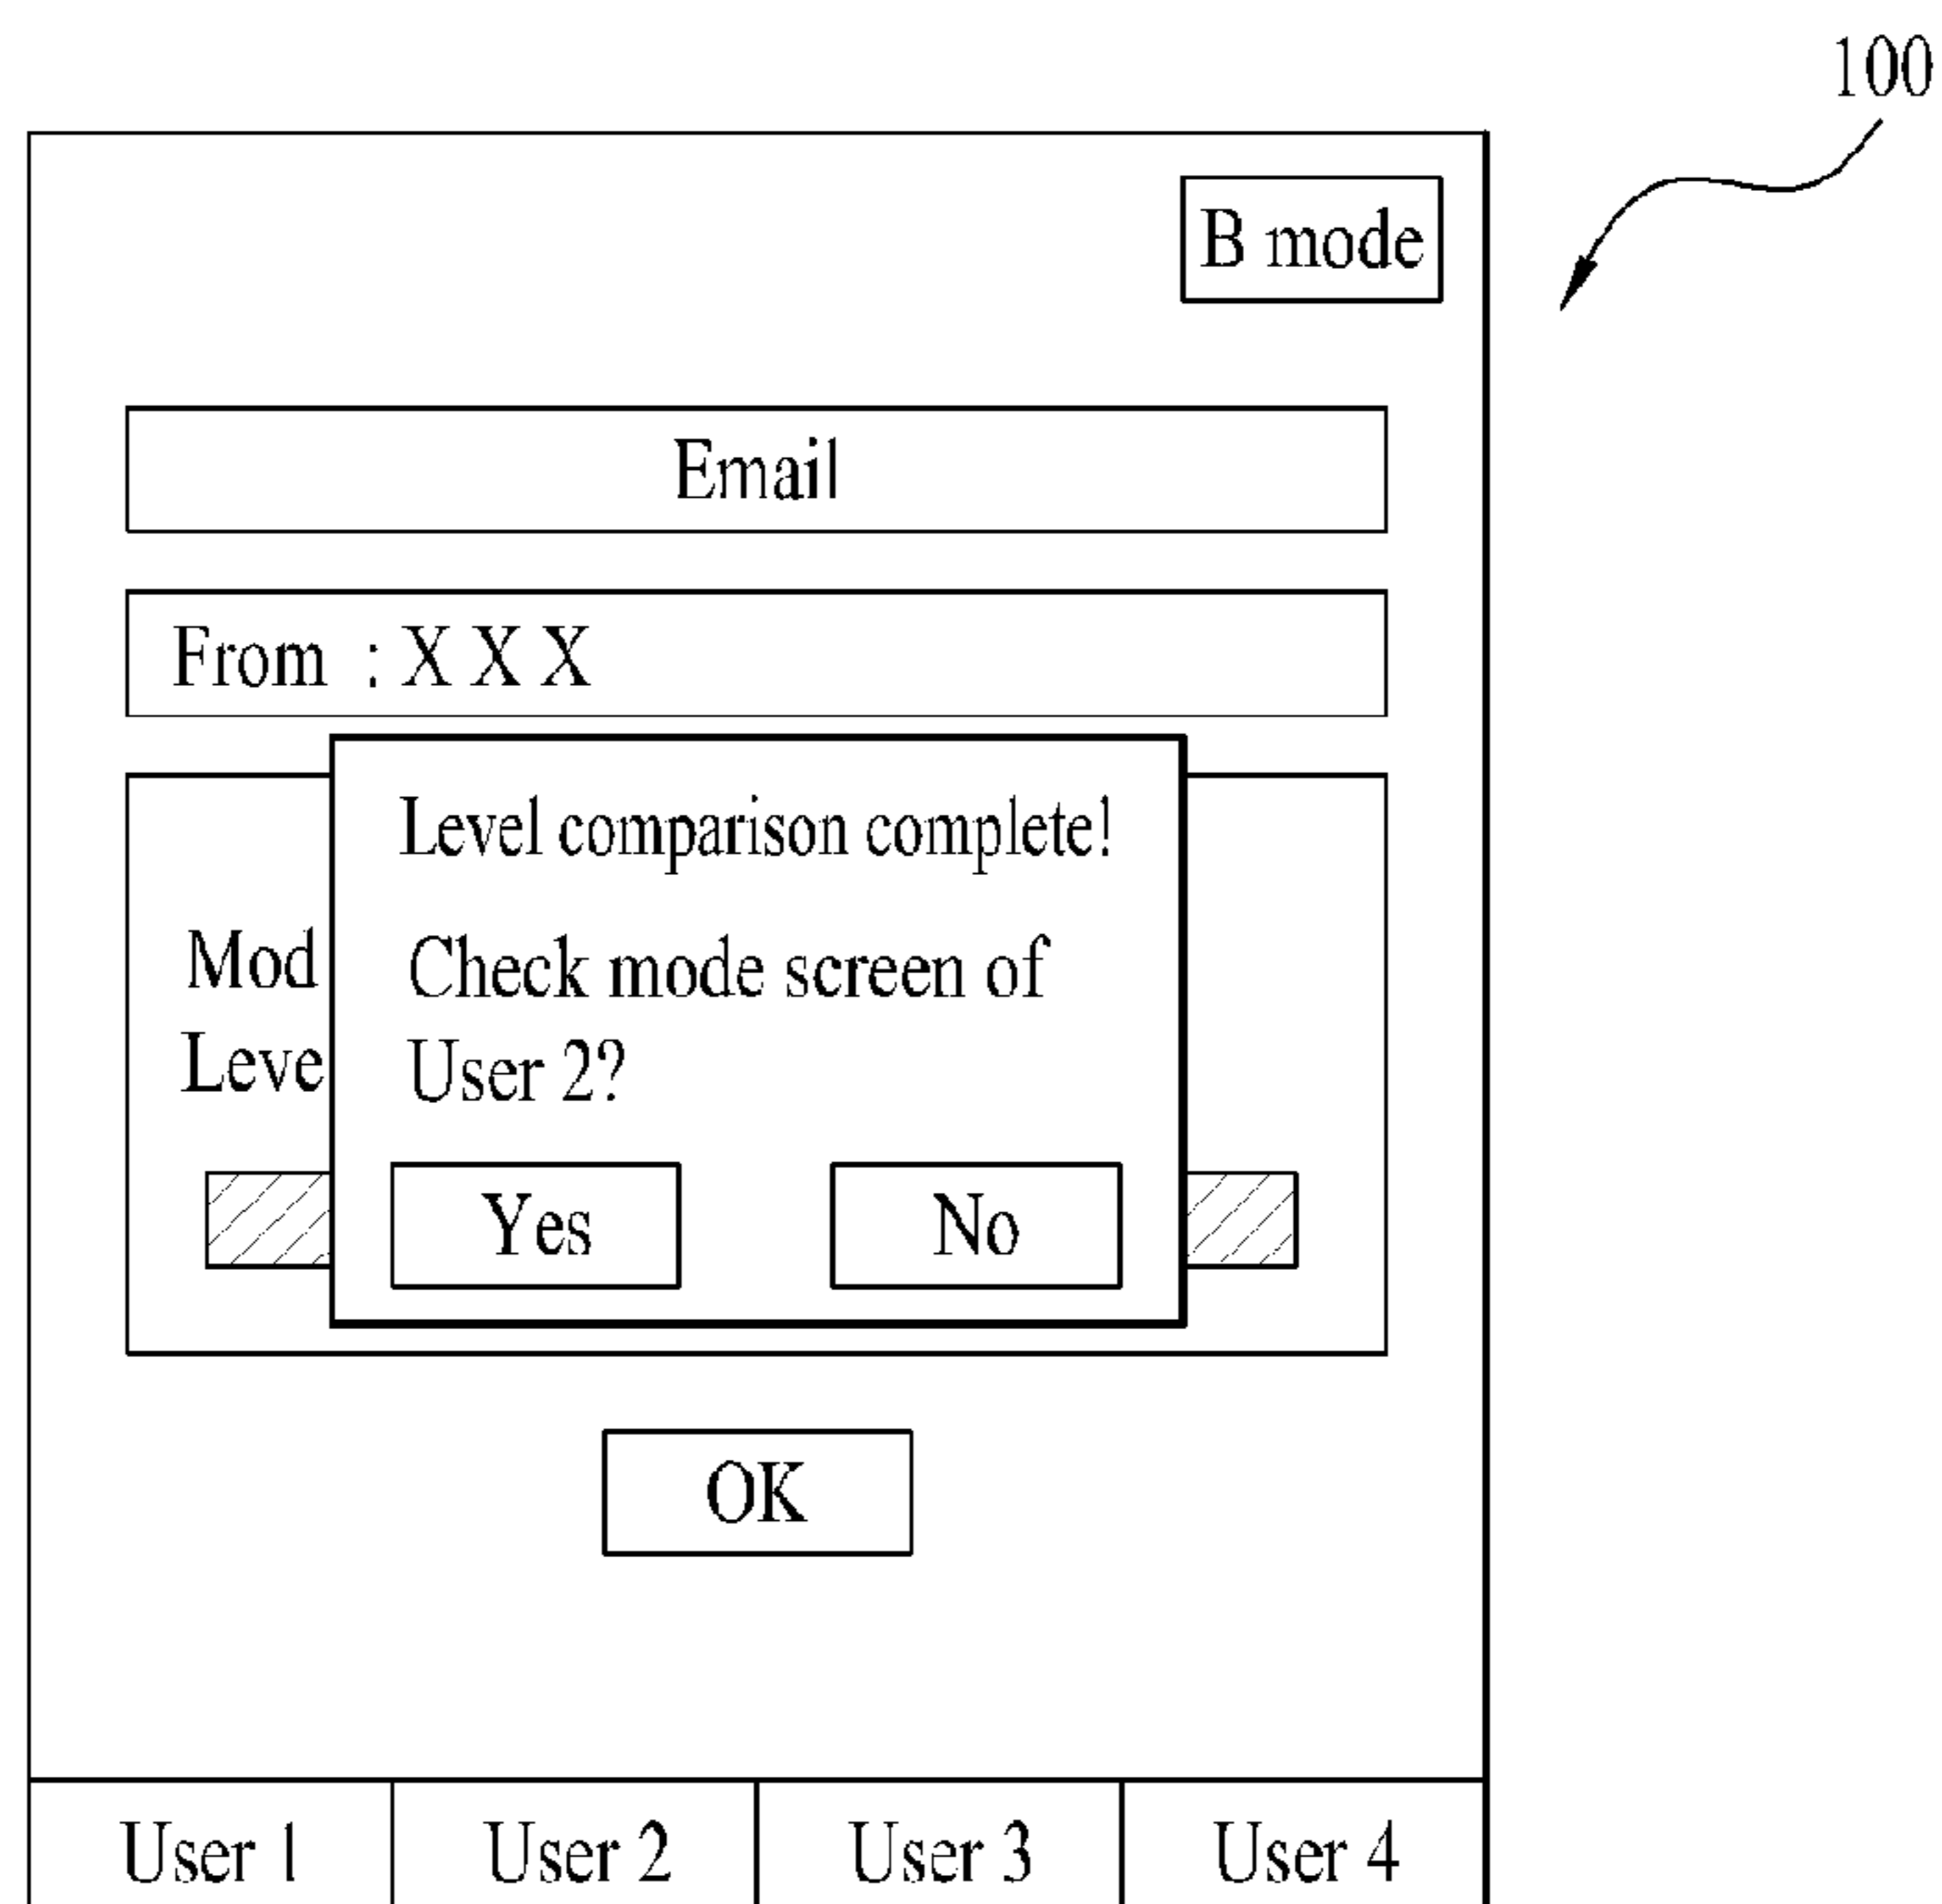 100
B mode
Email
From : X X X
Level comparison complete!
Mod
Check mode screen of
Leve
User 2?
Yes
No
OK
User 1
User 2
User 3
User 4